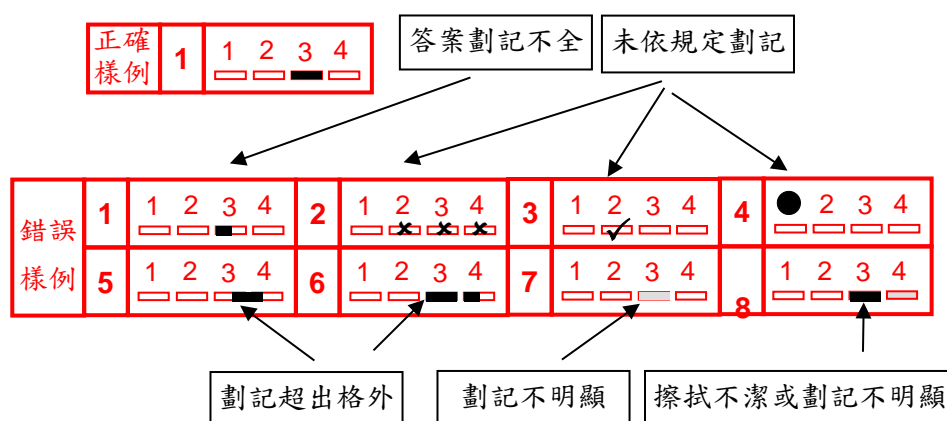 正確樣例 1 1 2 3 4
答案劃記不全 未依規定劃記
錯誤樣例
1 1 2 3 4
2 1 2 3 4
3 1 2 3 4
4 2 3 4
5 1 2 3 4
6 1 2 3 4
7 1 2 3 4
8 1 2 3 4
劃記超出格外 劃記不明顯 擦拭不潔或劃記不明顯